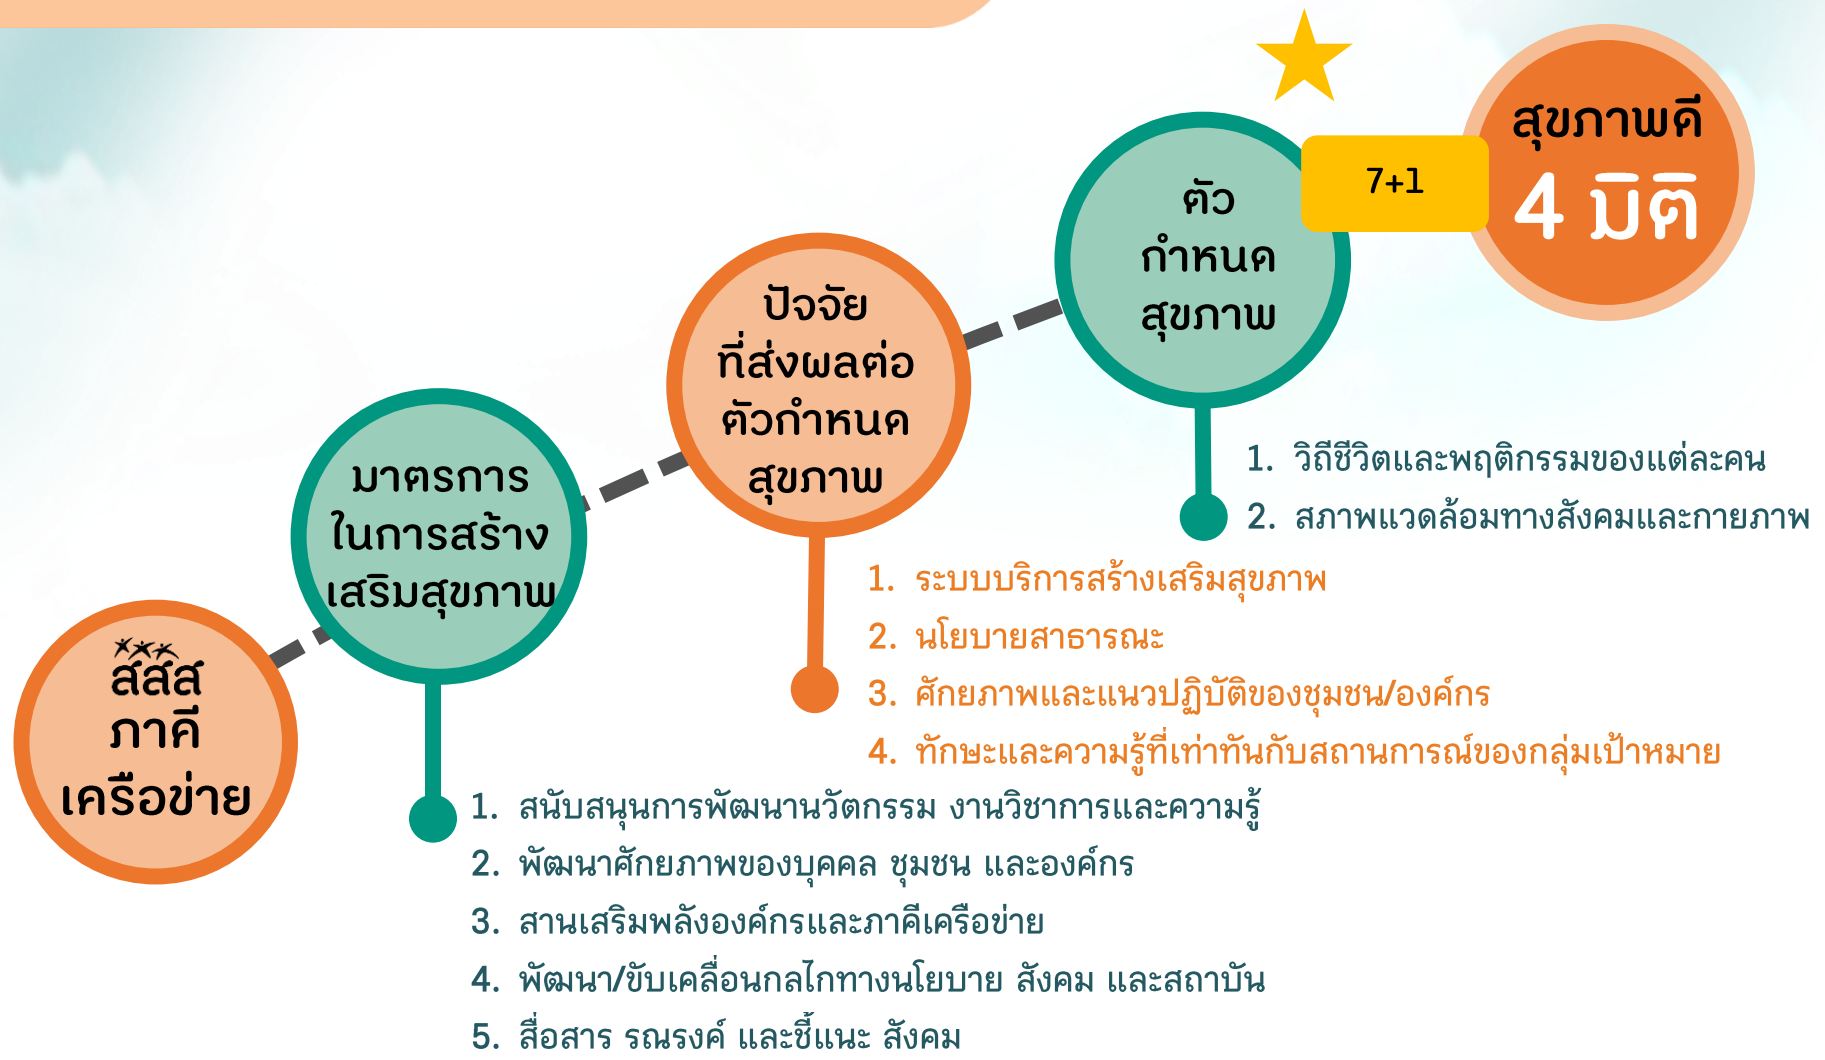 สุขภาพดี
4 มิติ
7+1
ตัว
กำหนด
สุขภาพ
1. วิถีชีวิตและพฤติกรรมของแต่ละคน
2. สภาพแวดล้อมทางสังคมและกายภาพ
ปัจจัย
ที่ส่งผลต่อ
ตัวกำหนด
สุขภาพ
1. ระบบบริการสร้างเสริมสุขภาพ
2. นโยบายสาธารณะ
3. ศักยภาพและแนวปฏิบัติของชุมชน/องค์กร
4. ทักษะและความรู้ที่เท่าทันกับสถานการณ์ของกลุ่มเป้าหมาย
มาตรการ
ในการสร้าง
เสริมสุขภาพ
1. สนับสนุนการพัฒนานวัตกรรม งานวิชาการและความรู้
2. พัฒนาศักยภาพของบุคคล ชุมชน และองค์กร
3. สานเสริมพลังองค์กรและภาคีเครือข่าย
4. พัฒนา/ขับเคลื่อนกลไกทางนโยบาย สังคม และสถาบัน
5. สื่อสาร รณรงค์ และชี้แนะ สังคม
สสส
ภาคี
เครือข่าย